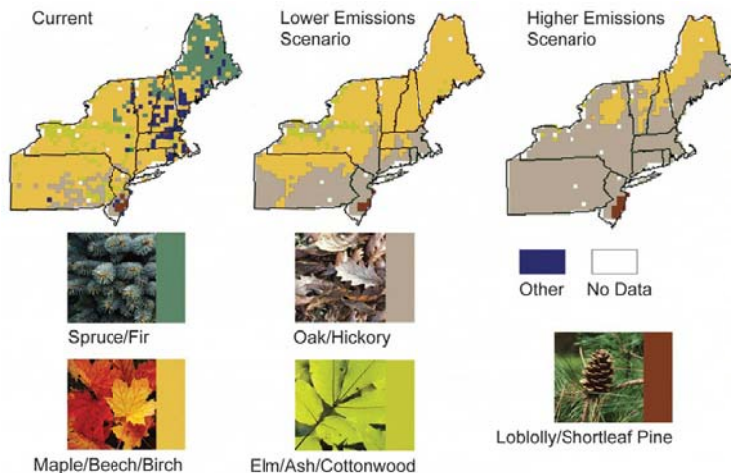 Current
Lower Emissions
Scenario
Higher Emissions
Scenario
Spruce/Fir
Oak/Hickory
Other
No Data
Maple/Beech/Birch
Elm/Ash/Cottonwood
Loblolly/Shortleaf Pine